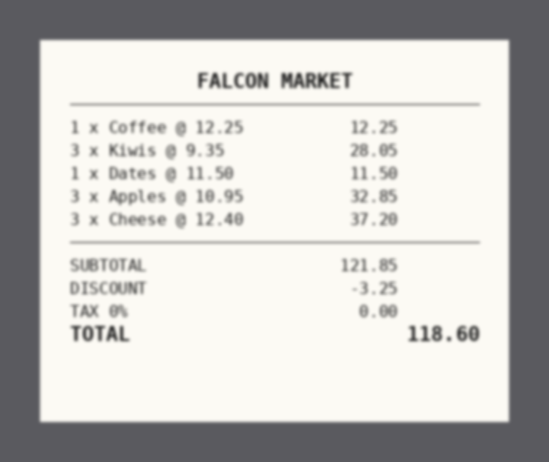 FALCON MARKET
1 x Coffee @ 12.25 12.25
3 x Kiwis @ 9.35 28.05
1 x Dates @ 11.50 11.50
3 x Apples @ 10.95 32.85
3 x Cheese @ 12.40 37.20
SUBTOTAL 121.85
DISCOUNT -3.25
TAX 0% 0.00
TOTAL 118.60